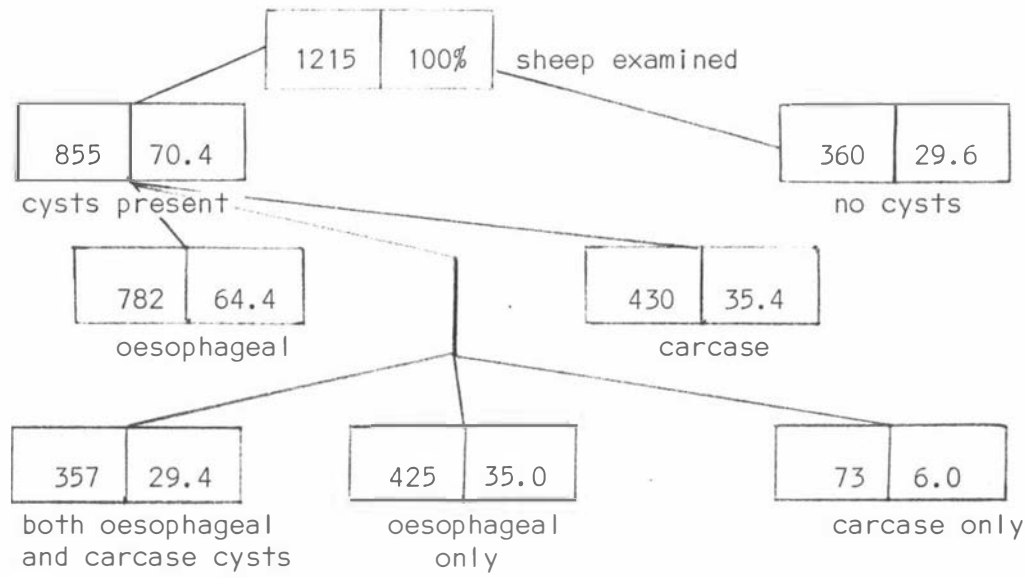 1215 100% sheep examined
855 70.4 360 29.6
cysts present no cysts
782 64.4 430 35.4
oesophageal carcase
357 29.4 425 35.0 73 6.0
both oesophageal oesophageal carcase only
and carcase cysts only